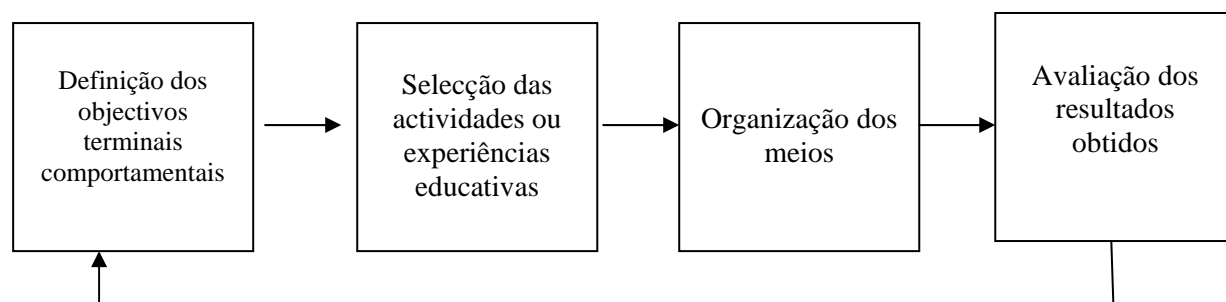 Definição dos
objectivos
terminais
comportamentais
Selecção das
actividades ou
experiências
educativas
Organização dos
meios
Avaliação dos
resultados
obtidos